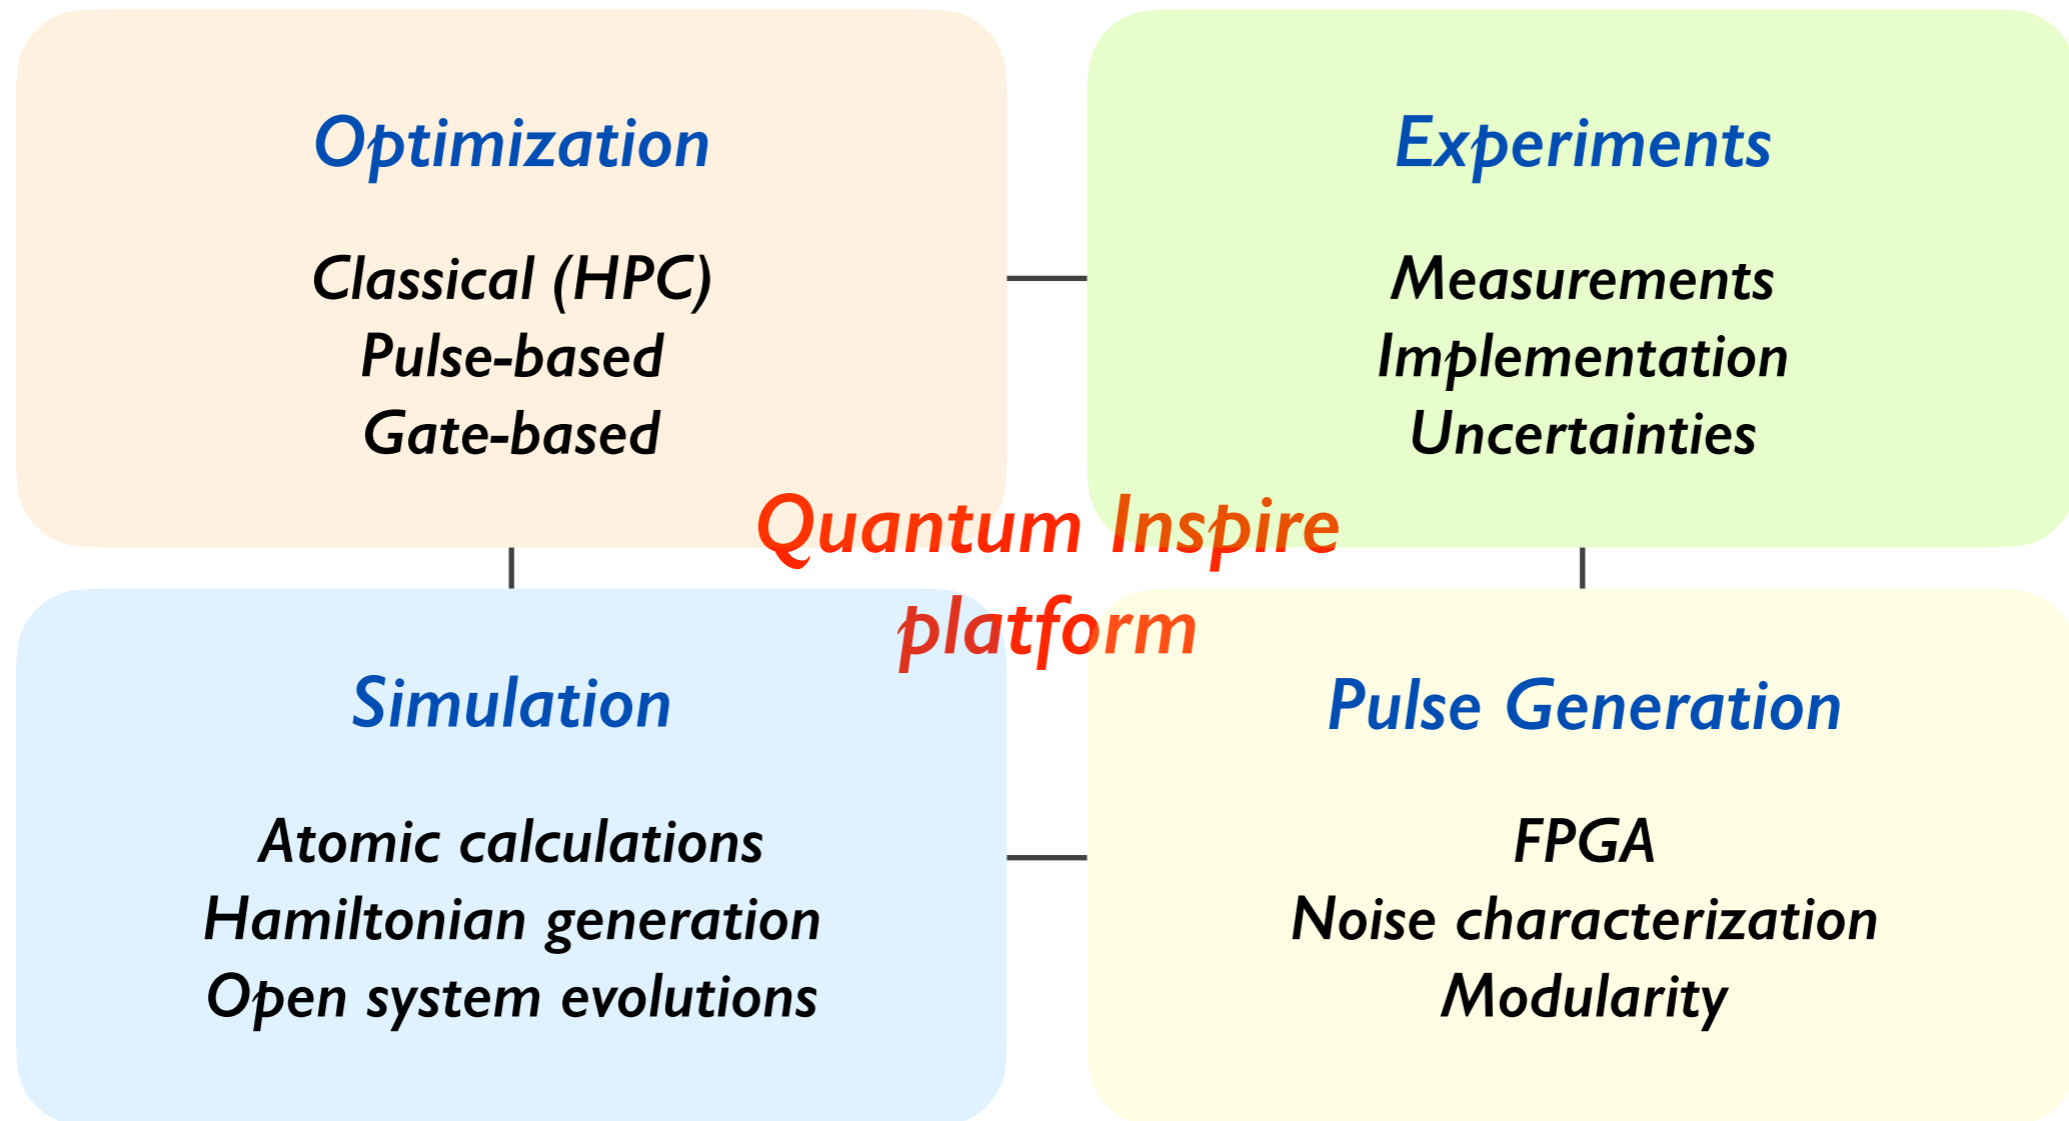 Optimization
Classical (HPC)
Pulse-based
Gate-based
Experiments
Measurements
Implementation
Uncertainties
Quantum Inspire
platform
Simulation
Atomic calculations
Hamiltonian generation
Open system evolutions
Pulse Generation
FPGA
Noise characterization
Modularity